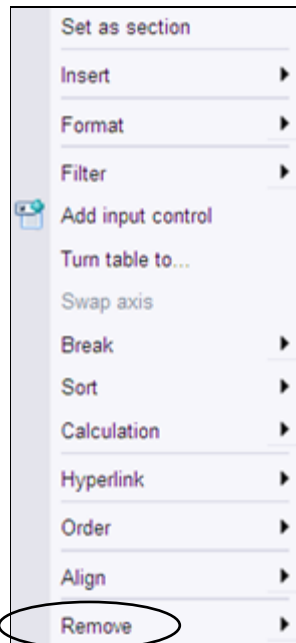 Set as section
Insert
Format
Filter
Add input control
Turn table to...
Swap axis
Break
Sort
Calculation
Hyperlink
Order
Align
Remove